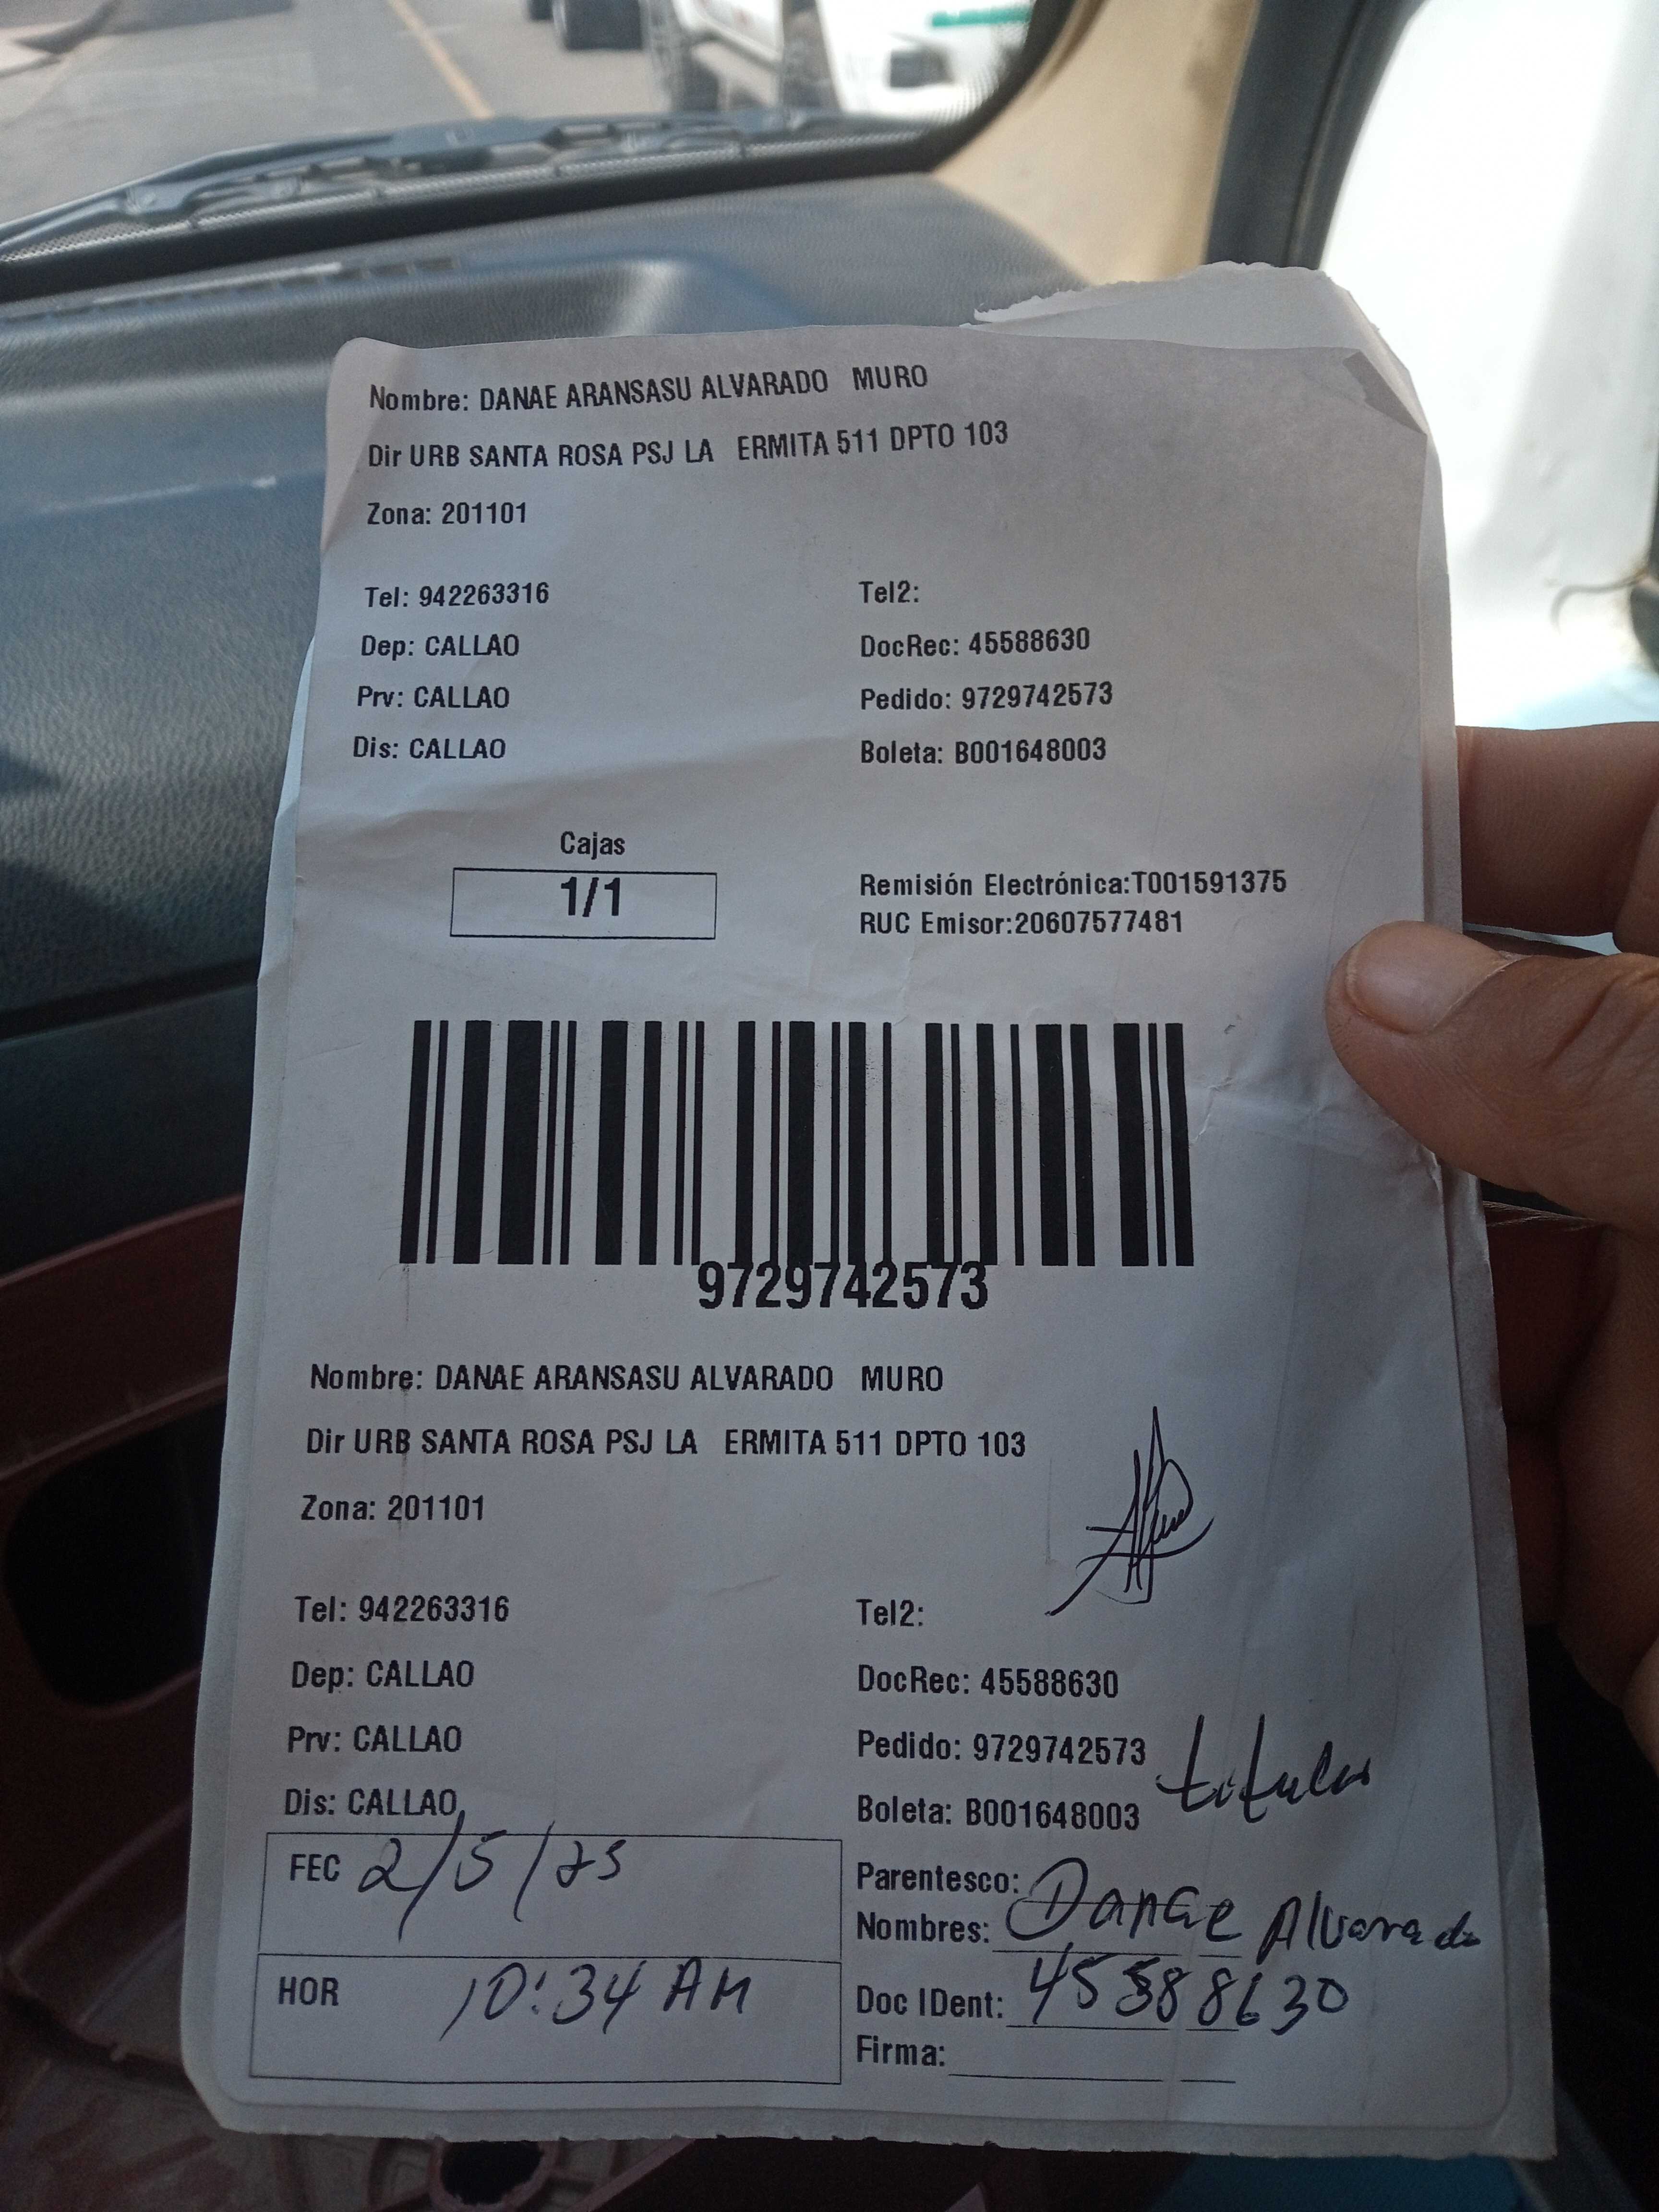 Nombre: DANAE ARANSASU ALVARADO MURO
Dir URB SANTA ROSA PSJ LA ERMITA 511 DPTO 103
Zona: 201101
Tel: 942263316 Tel2:
Dep: CALLAO DocRec: 45588630
Prv: CALLAO Pedido: 9729742573
Dis: CALLAO Boleta: B001648003
Cajas
1/1
Remisión Electrónica:T001591375
RUC Emisor:20607577481
9729742573
Nombre: DANAE ARANSASU ALVARADO MURO
Dir URB SANTA ROSA PSJ LA ERMITA 511 DPTO 103
Zona: 201101
Tel: 942263316 Tel2:
Dep: CALLAO DocRec: 45588630
Prv: CALLAO Pedido: 9729742573 titular
Dis: CALLAO Boleta: B001648003
FEC 2/5/23 Parentesco:
Nombres: Danae Alvarado
HOR 10:34 AM Doc IDent: 45588630
Firma: